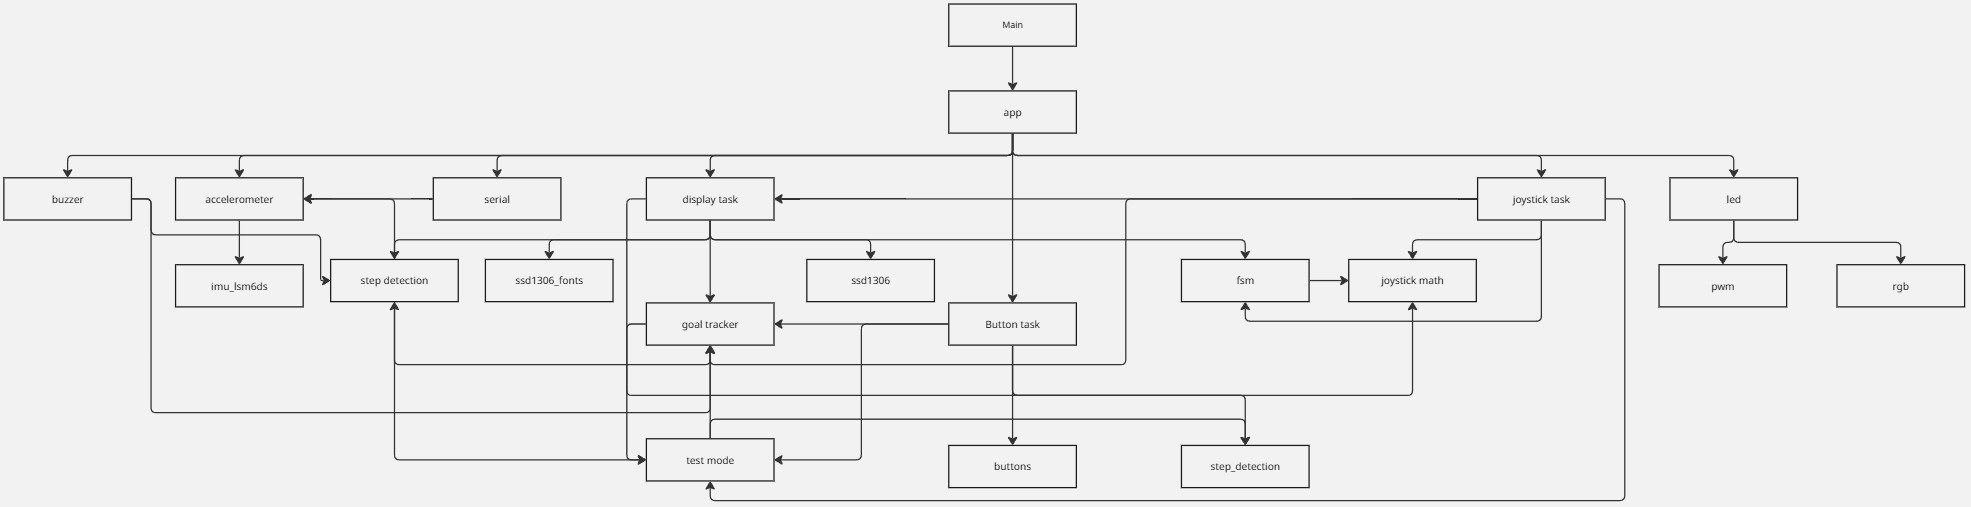 Main
app
buzzer
accelerometer
serial
display task
joystick task
led
imu_lsm6ds
step detection
ssd1306_fonts
ssd1306
fsm
joystick math
pwm
rgb
goal tracker
Button task
test mode
buttons
step_detection